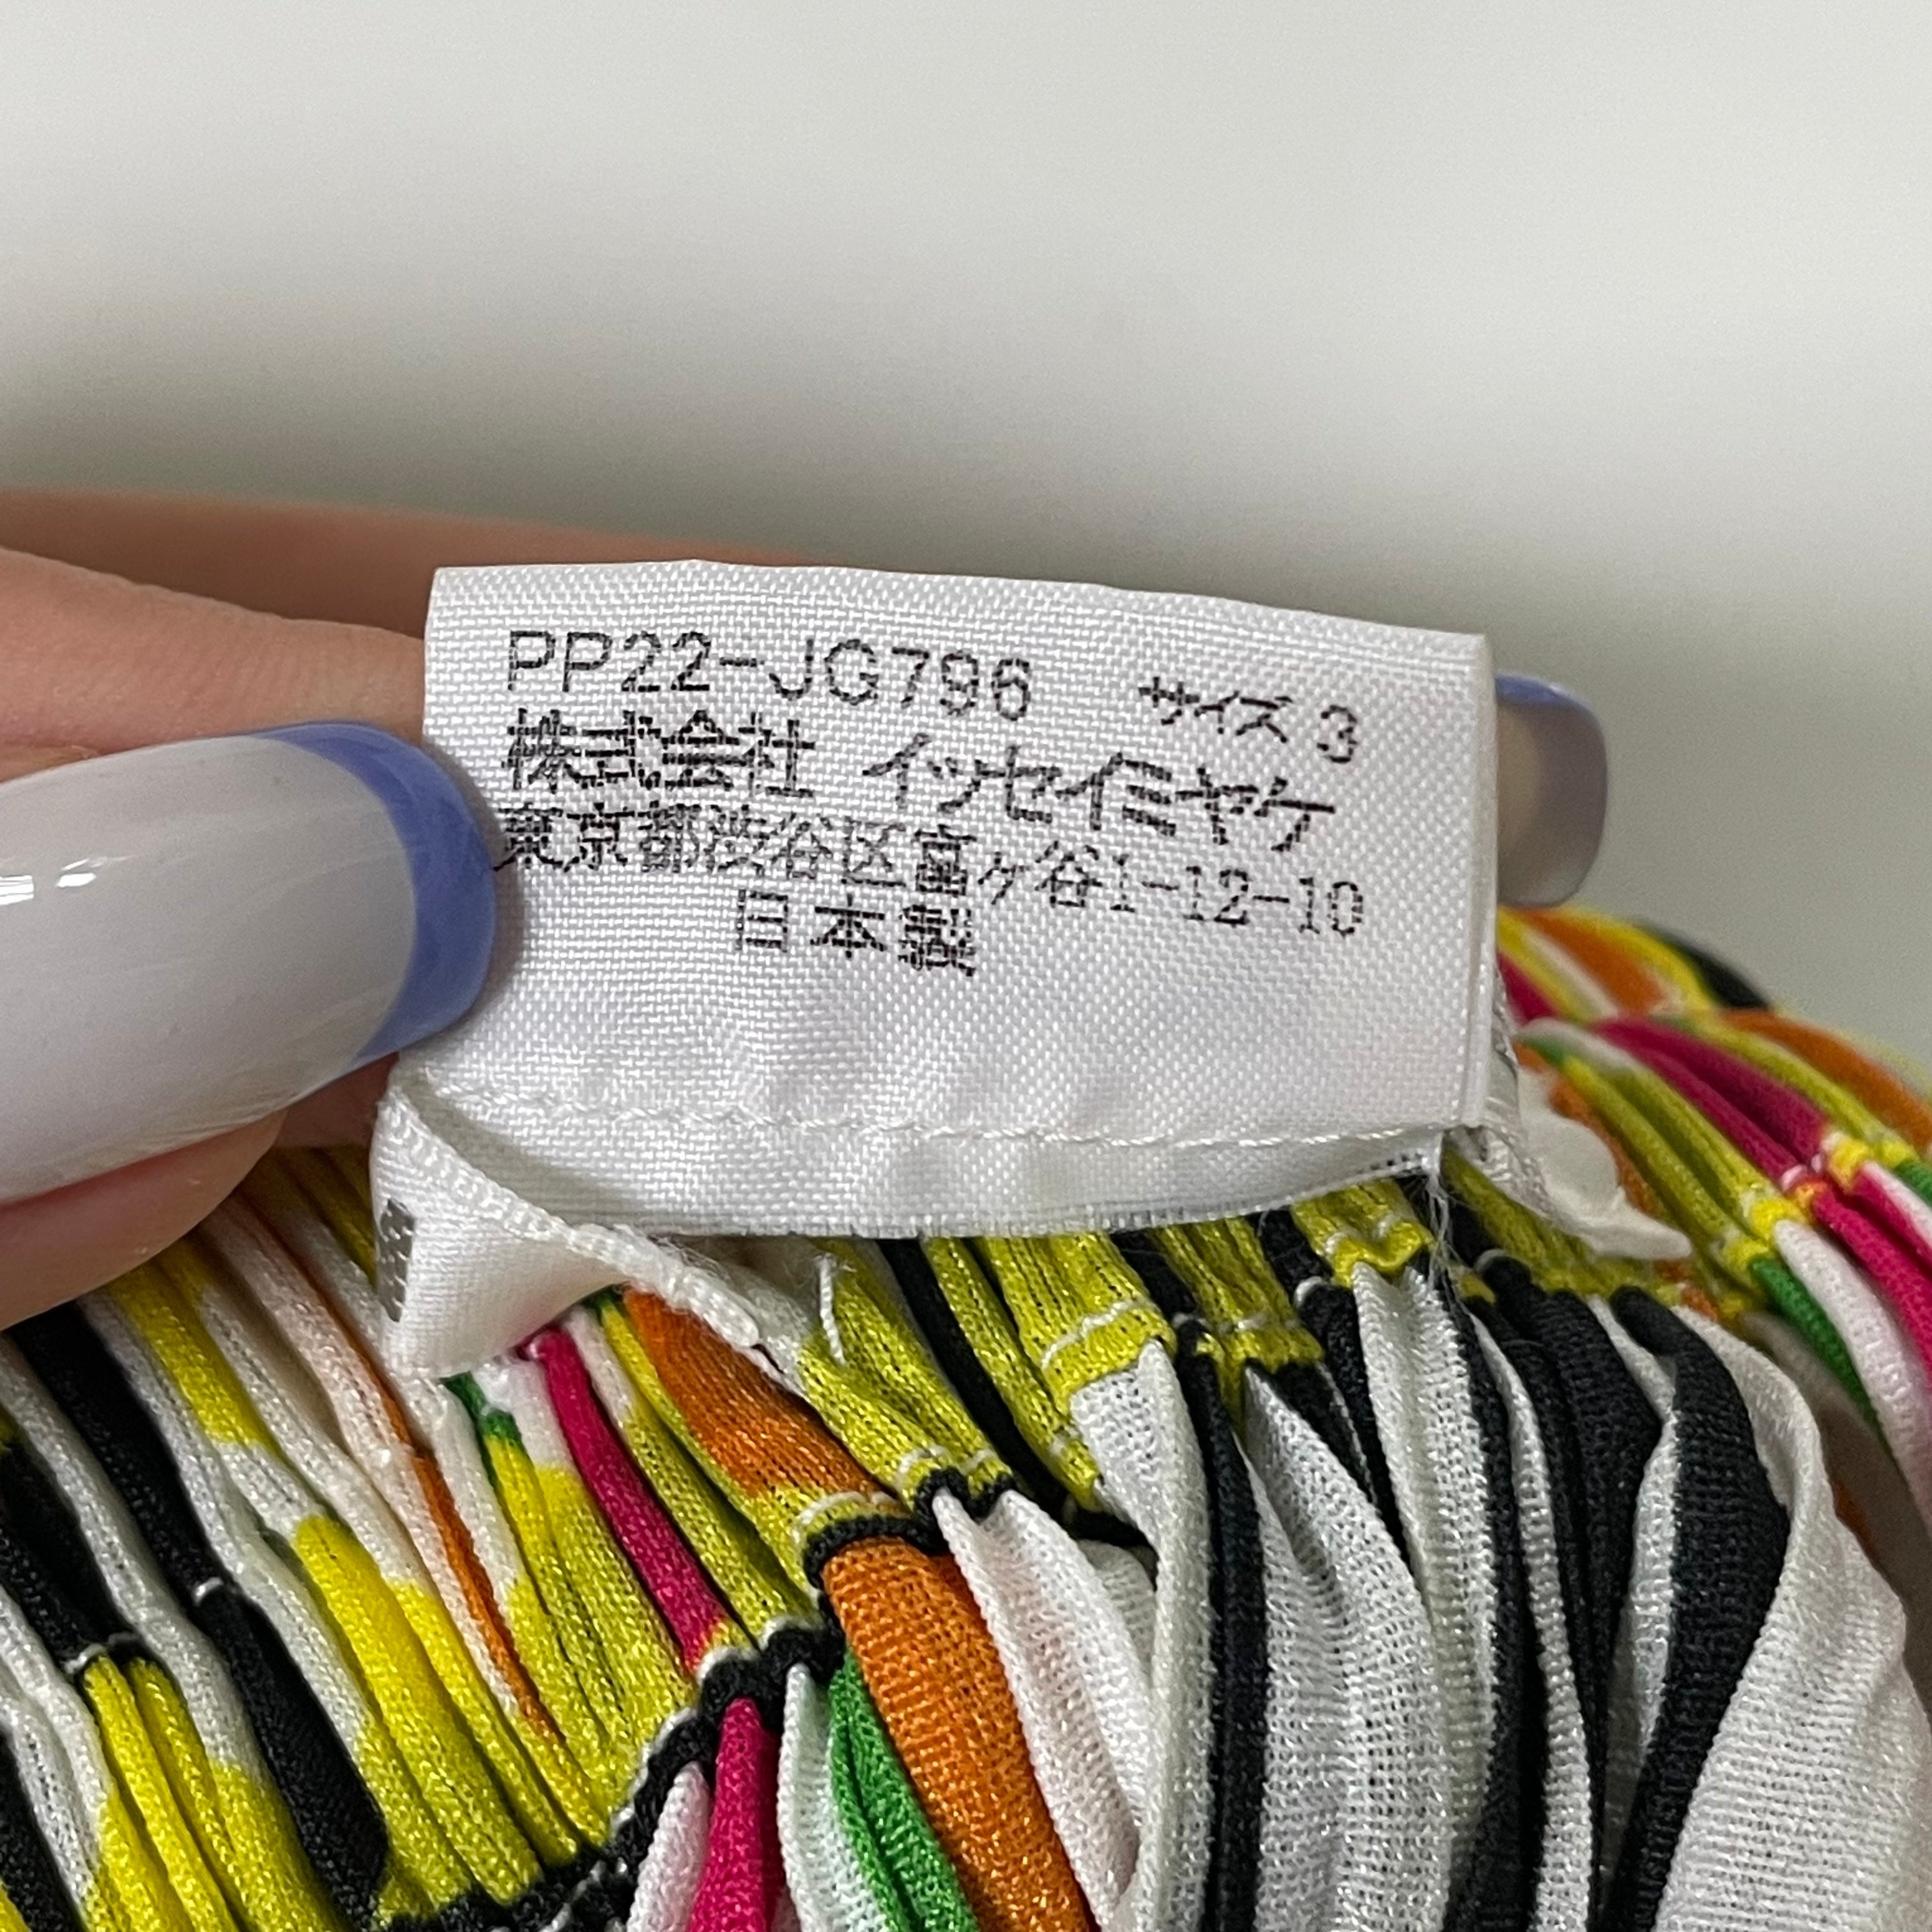 PP22-JG796 サイズ 3
株式会社 イッセイミヤケ
東京都渋谷区富ヶ谷1-12-10
日本製